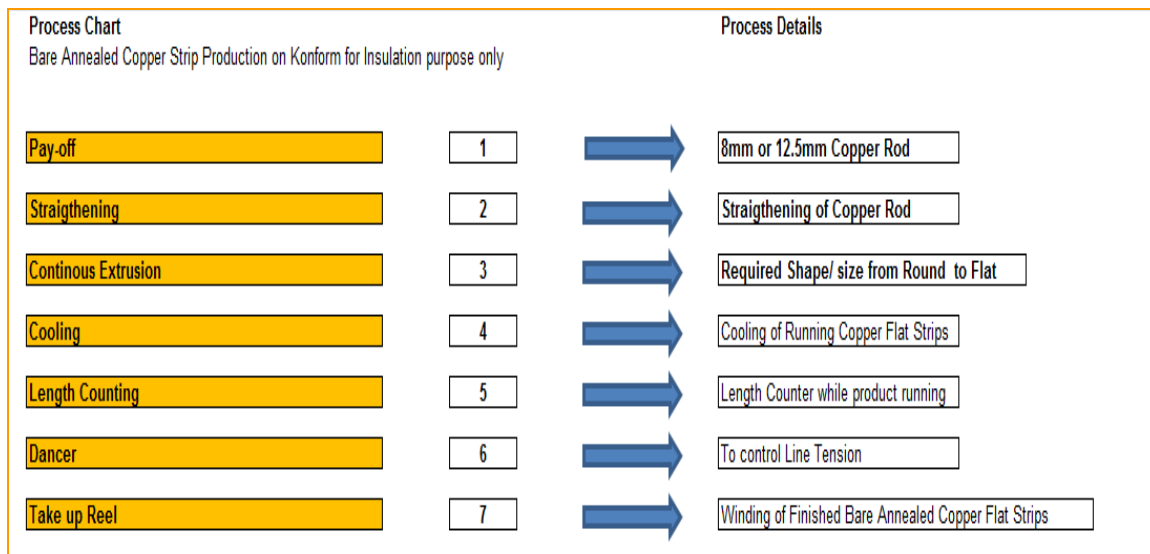 Process Chart Process Details
Bare Annealed Copper Strip Production on Konform for Insulation purpose only
Pay-off 1 8mm or 12.5mm Copper Rod
Straigthening 2 Straigthening of Copper Rod
Continous Extrusion 3 Required Shape/ size from Round to Flat
Cooling 4 Cooling of Running Copper Flat Strips
Length Counting 5 Length Counter while product running
Dancer 6 To control Line Tension
Take up Reel 7 Winding of Finished Bare Annealed Copper Flat Strips